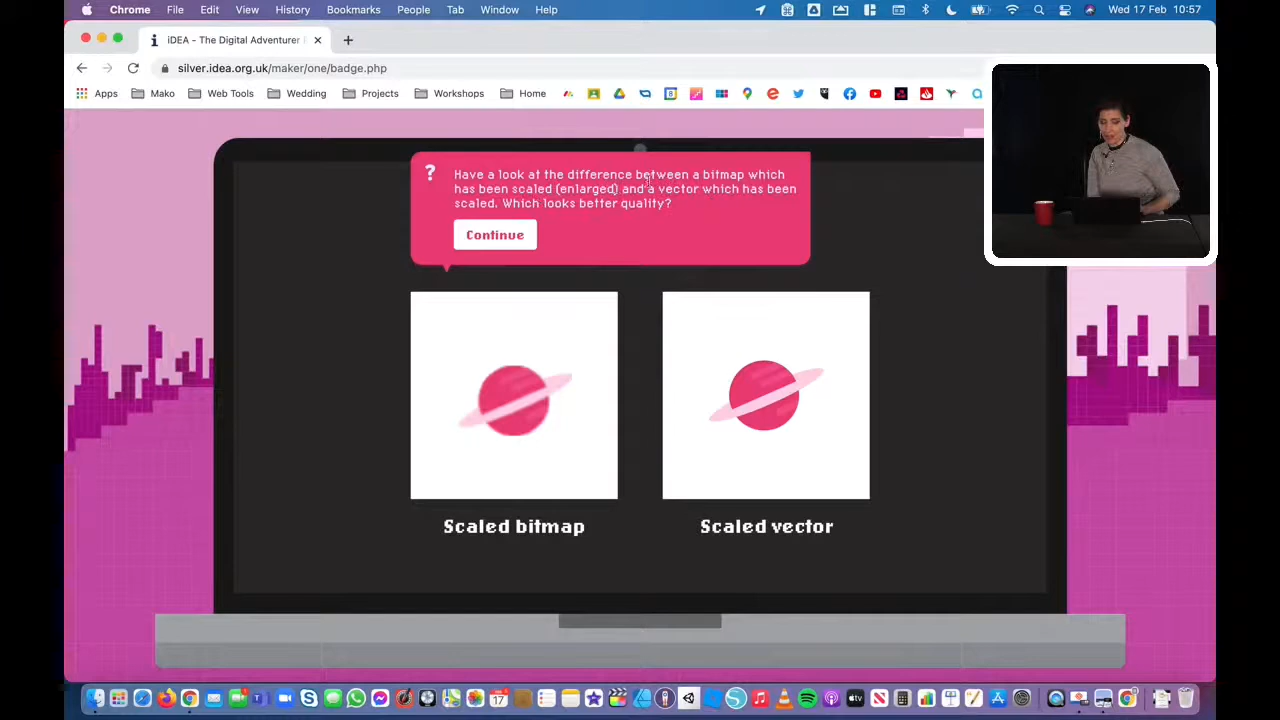 Chrome File Edit View History Bookmarks People Tab Window Help Wed 17 Feb 10:57
iDEA - The Digital Adventurer
silver.idea.org.uk/maker/one/badge.php
Apps Mako Web Tools Wedding Projects Workshops Home
? Have a look at the difference between a bitmap which
has been scaled (enlarged) and a vector which has been
scaled. Which looks better quality?
Continue
Scaled bitmap Scaled vector